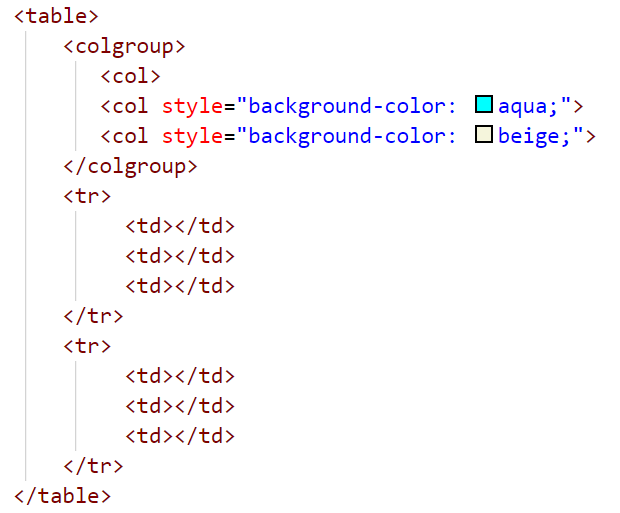 <table>
<colgroup>
<col>
<col style="background-color: aqua;">
<col style="background-color: beige;">
</colgroup>
<tr>
<td></td>
<td></td>
<td></td>
</tr>
<tr>
<td></td>
<td></td>
<td></td>
</tr>
</table>